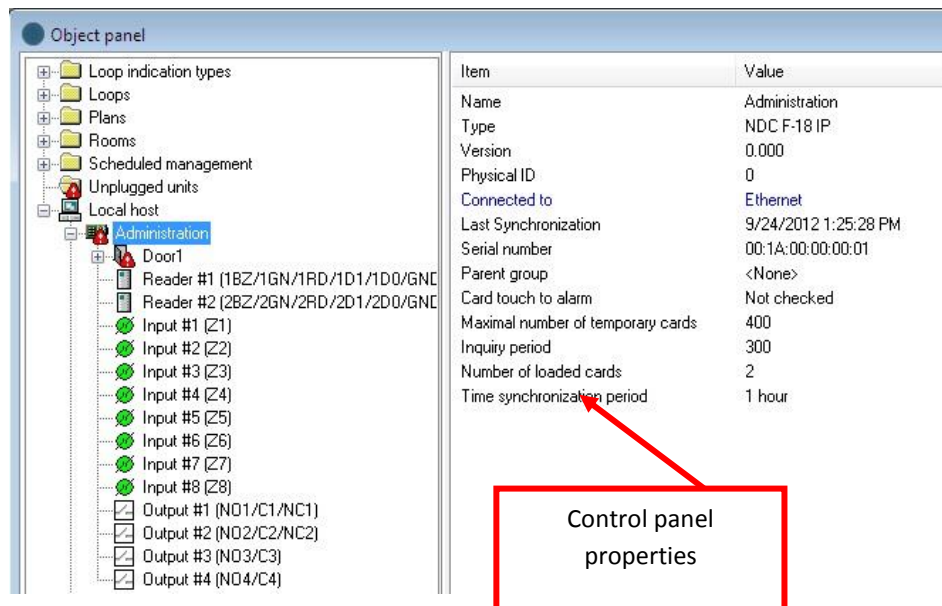 Object panel
Loop indication types
Loops
Plans
Rooms
Scheduled management
Unplugged units
Local host
Administration
Door1
Reader #1 (1BZ/1GN/1RD/1D1/1D0/GND
Reader #2 (2BZ/2GN/2RD/2D1/2D0/GND
Input #1 (Z1)
Input #2 (Z2)
Input #3 (Z3)
Input #4 (Z4)
Input #5 (Z5)
Input #6 (Z6)
Input #7 (Z7)
Input #8 (Z8)
Output #1 (NO1/C1/NC1)
Output #2 (NO2/C2/NC2)
Output #3 (NO3/C3)
Output #4 (NO4/C4)
Item Value
Name Administration
Type NDC F-18 IP
Version 0.000
Physical ID 0
Connected to Ethernet
Last Synchronization 9/24/2012 1:25:28 PM
Serial number 00:1A:00:00:00:01
Parent group <None>
Card touch to alarm Not checked
Maximal number of temporary cards 400
Inquiry period 300
Number of loaded cards 2
Time synchronization period 1 hour
Control panel
properties